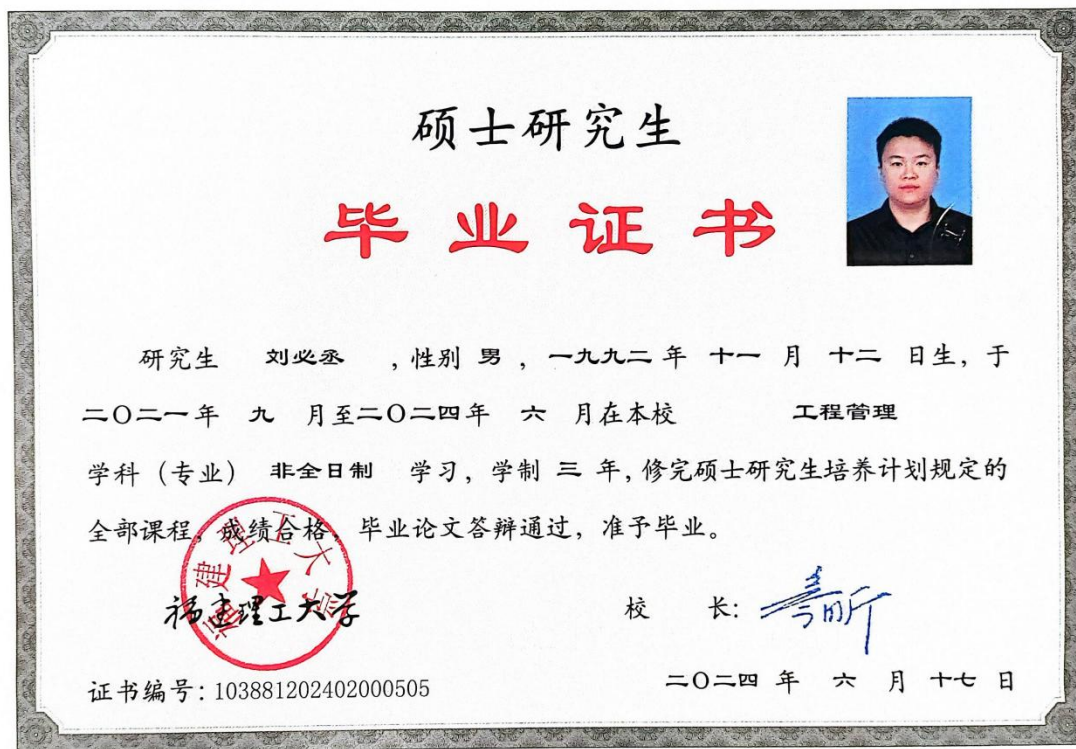 硕士研究生
毕业证书
研究生 刘必丞 ，性别 男 ，一九九二 年 十一 月 十二 日生，于
二〇二一年 九 月至二〇二四年 六 月在本校 工程管理
学科（专业） 非全日制 学习，学制 三 年，修完硕士研究生培养计划规定的
全部课程，成绩合格，毕业论文答辩通过，准予毕业。
福建理工大学
福建理工大学
校 长：
证书编号：103881202402000505
二〇二四 年 六 月 十七 日